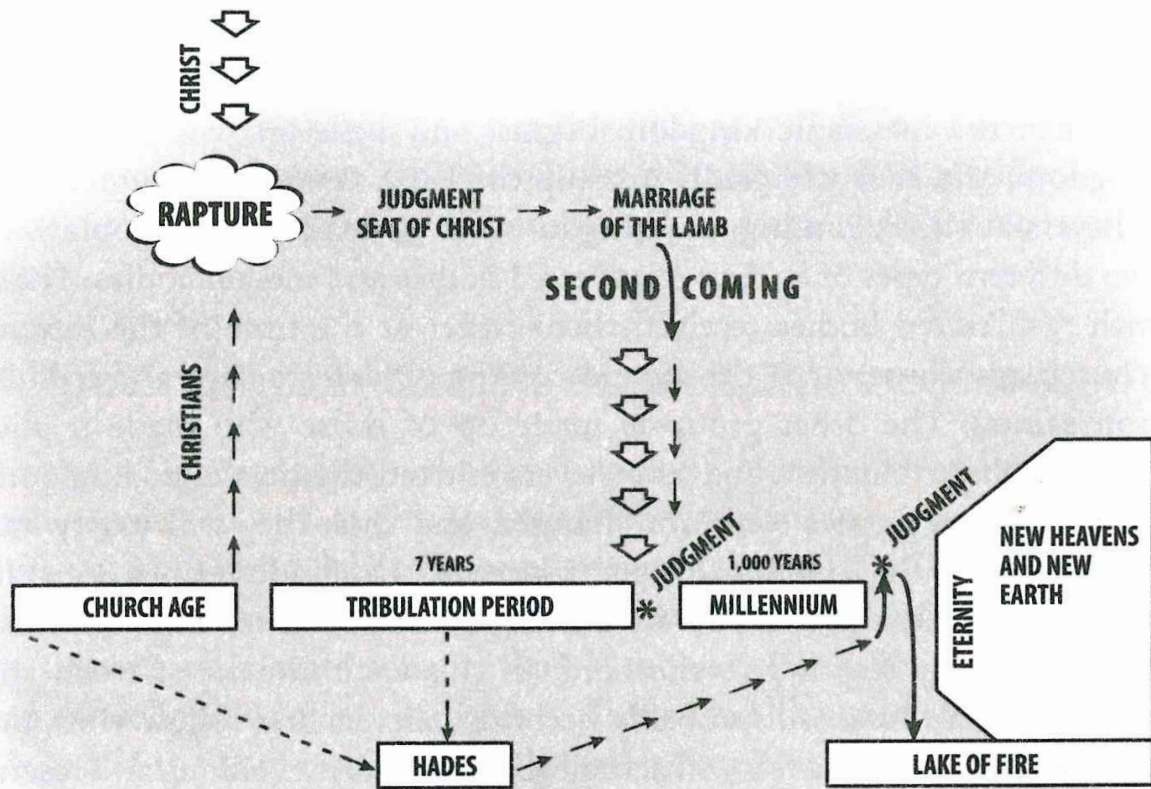 CHRIST
RAPTURE
JUDGMENT
SEAT OF CHRIST
MARRIAGE
OF THE LAMB
SECOND COMING
CHRISTIANS
7 YEARS
JUDGMENT
1,000 YEARS
JUDGMENT
CHURCH AGE
TRIBULATION PERIOD
*
MILLENNIUM
*
ETERNITY
NEW HEAVENS
AND NEW
EARTH
HADES
LAKE OF FIRE